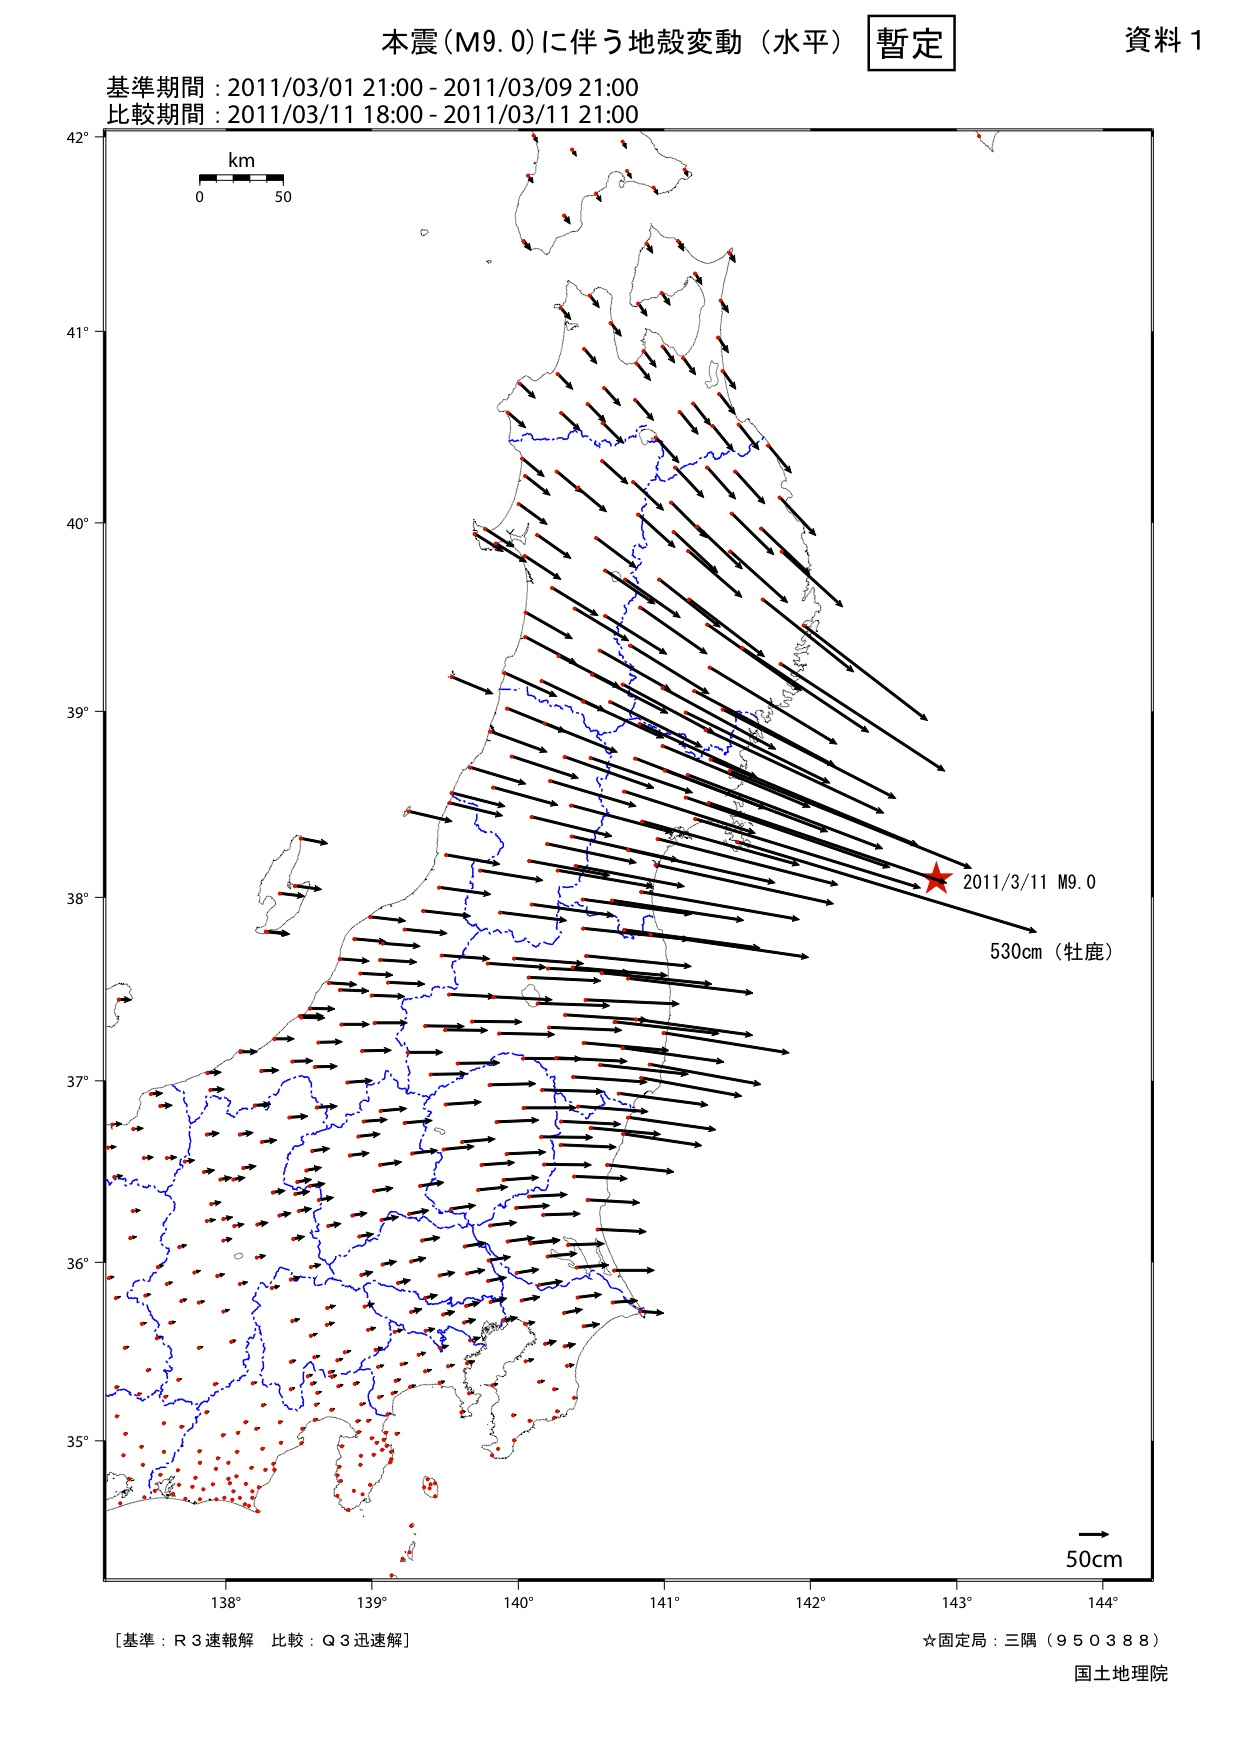 本震(M9.0)に伴う地殻変動（水平） 暫定 資料１
基準期間：2011/03/01 21:00 - 2011/03/09 21:00
比較期間：2011/03/11 18:00 - 2011/03/11 21:00
42°
km
0 50
41°
40°
39°
2011/3/11 M9.0
38°
530cm（牡鹿）
37°
36°
35°
50cm
138° 139° 140° 141° 142° 143° 144°
［基準：Ｒ３速報解　比較：Ｑ３迅速解］ ☆固定局：三隅（９５０３８８）
国土地理院